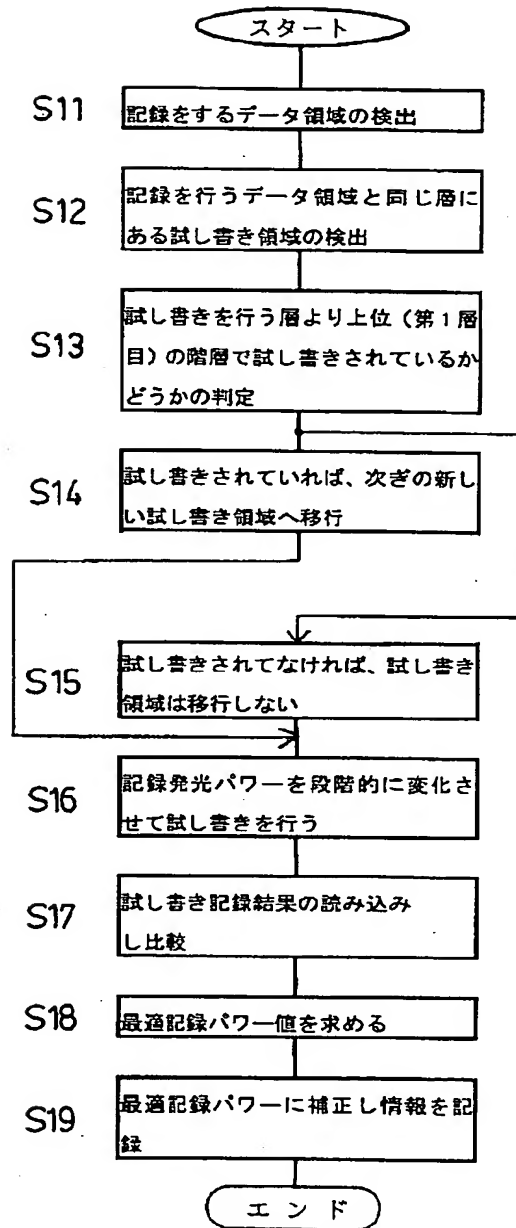 スタート
S11
記録をするデータ領域の検出
S12
記録を行うデータ領域と同じ層に
ある試し書き領域の検出
S13
試し書きを行う層より上位（第１層
目）の階層で試し書きされているか
どうかの判定
S14
試し書きされていれば、次ぎの新し
い試し書き領域へ移行
S15
試し書きされてなければ、試し書き
領域は移行しない
S16
記録発光パワーを段階的に変化さ
せて試し書きを行う
S17
試し書き記録結果の読み込み
し比較
S18
最適記録パワー値を求める
S19
最適記録パワーに補正し情報を記
録
エンド